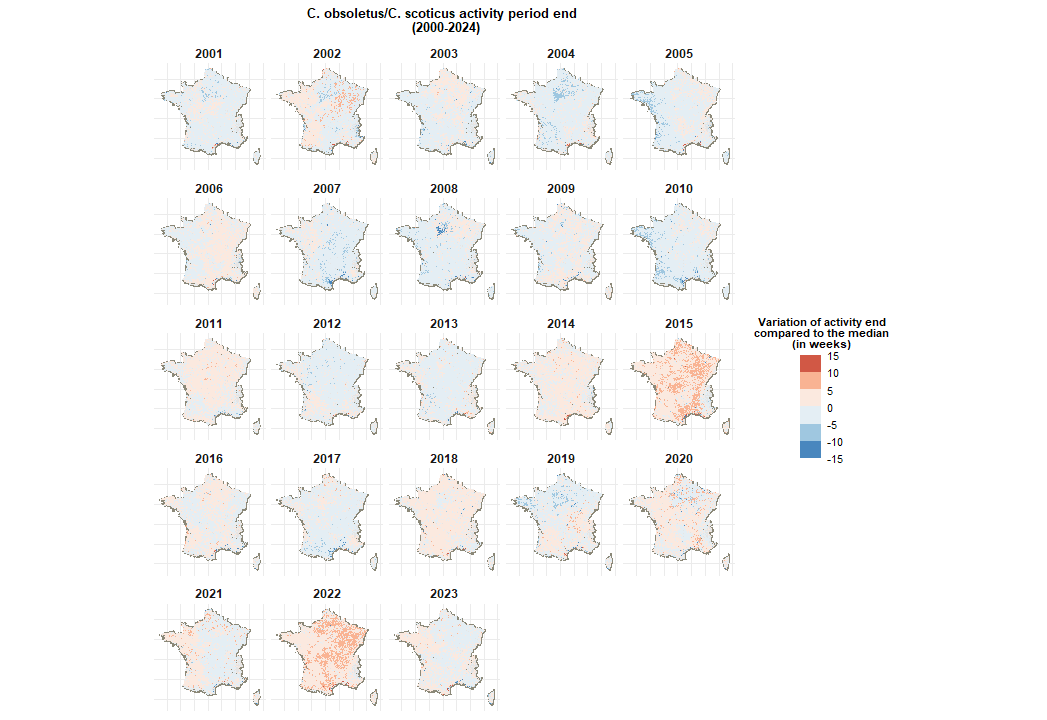 C. obsoletus/C. scoticus activity period end
(2000-2024)
2001 2002 2003 2004 2005
2006 2007 2008 2009 2010
2011 2012 2013 2014 2015
Variation of activity end
compared to the median
(in weeks)
15
10
5
0
-5
-10
-15
2016 2017 2018 2019 2020
2021 2022 2023